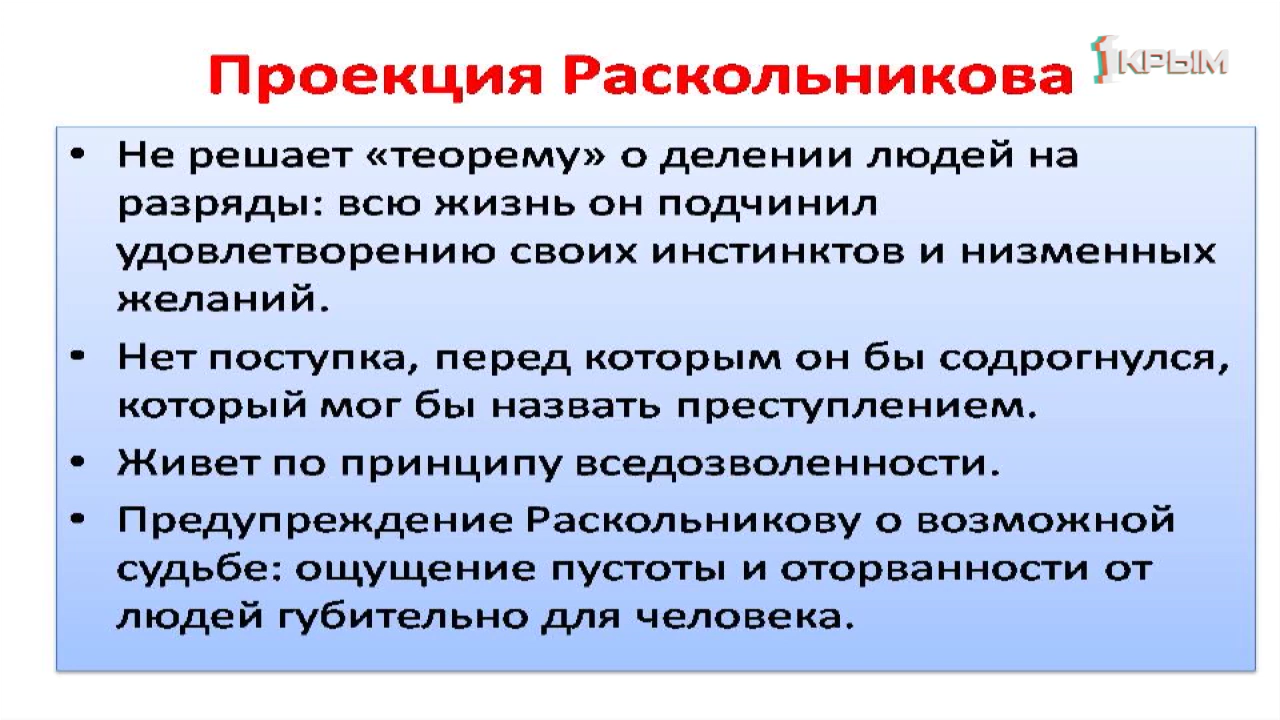 Проекция Раскольникова
1КРЫМ
• Не решает «теорему» о делении людей на
разряды: всю жизнь он подчинил
удовлетворению своих инстинктов и низменных
желаний.
• Нет поступка, перед которым он бы содрогнулся,
который мог бы назвать преступлением.
• Живет по принципу вседозволенности.
• Предупреждение Раскольникову о возможной
судьбе: ощущение пустоты и оторванности от
людей губительно для человека.